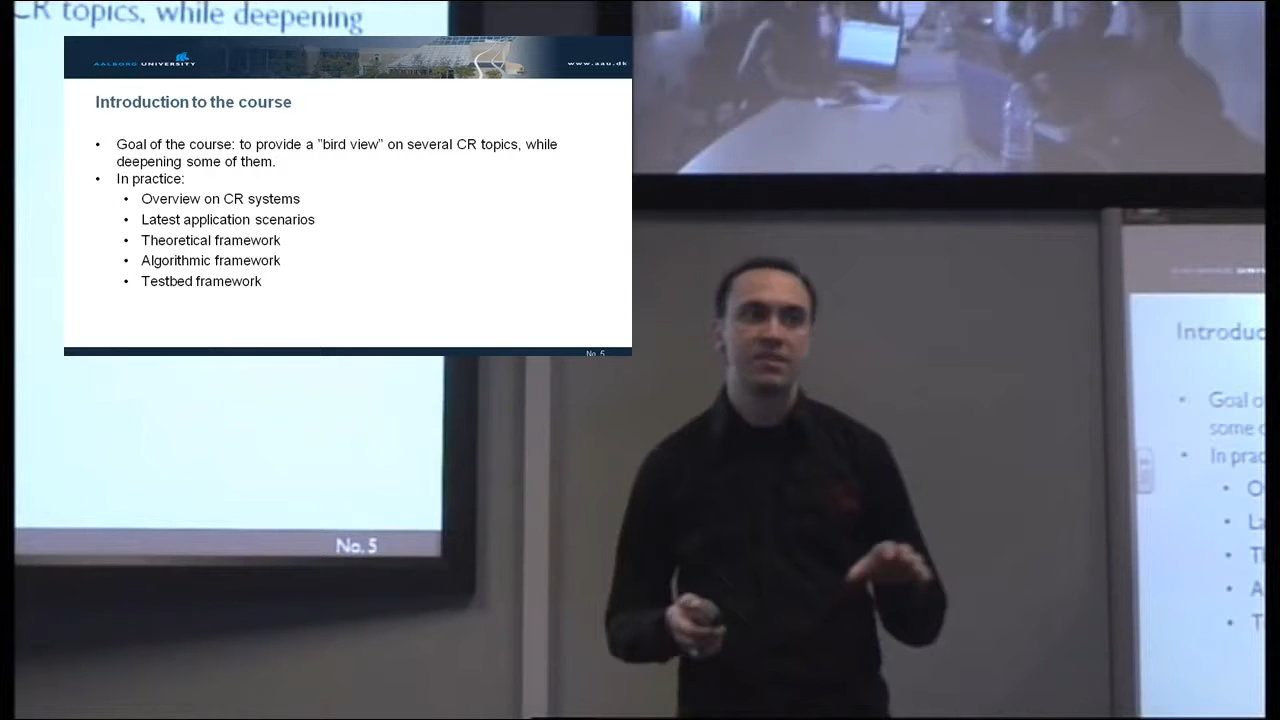 CR topics, while deepening
AALBORG UNIVERSITY
www.aau.dk
Introduction to the course
• Goal of the course: to provide a "bird view" on several CR topics, while
deepening some of them.
• In practice:
• Overview on CR systems
• Latest application scenarios
• Theoretical framework
• Algorithmic framework
• Testbed framework
No. 5
No. 5
Introduc
• Goal o
some
• In prac
• O
• La
• T
• A
• T